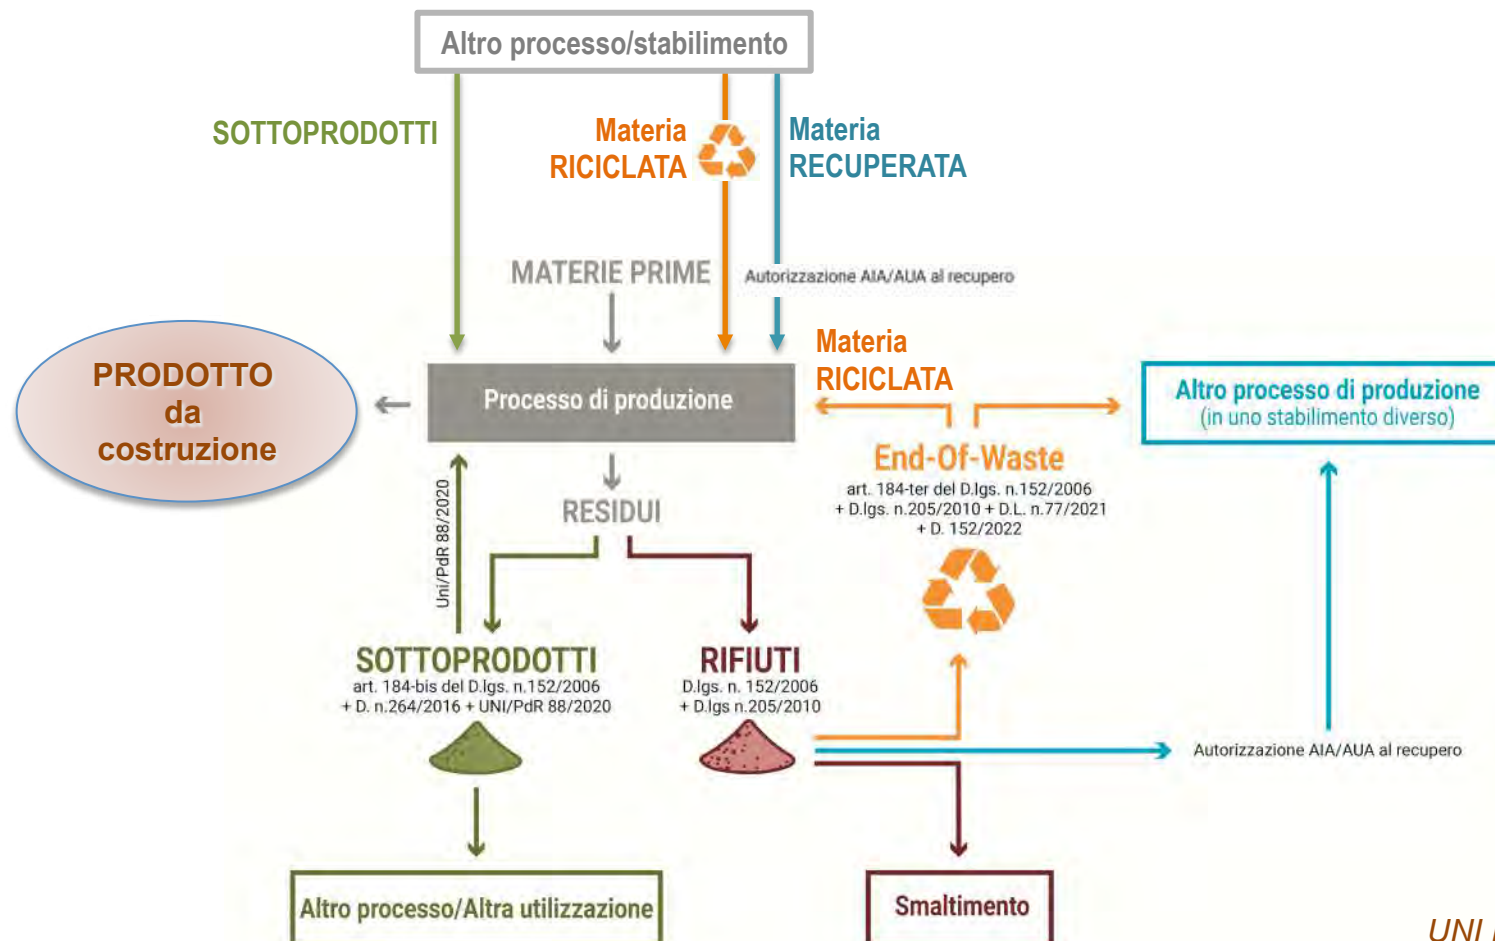 Altro processo/stabilimento
SOTTOPRODOTTI
Materia
RICICLATA
Materia
RECUPERATA
MATERIE PRIME
Autorizzazione AIA/AUA al recupero
PRODOTTO
da
costruzione
Processo di produzione
Materia
RICICLATA
Altro processo di produzione
(in uno stabilimento diverso)
End-Of-Waste
art. 184-ter del D.lgs. n.152/2006
+ D.lgs. n.205/2010 + D.L. n.77/2021
+ D. 152/2022
RESIDUI
Uni/PdR 88/2020
SOTTOPRODOTTI
art. 184-bis del D.lgs. n.152/2006
+ D. n.264/2016 + UNI/PdR 88/2020
RIFIUTI
D.lgs. n. 152/2006
+ D.lgs n.205/2010
Autorizzazione AIA/AUA al recupero
Altro processo/Altra utilizzazione
Smaltimento
UNI